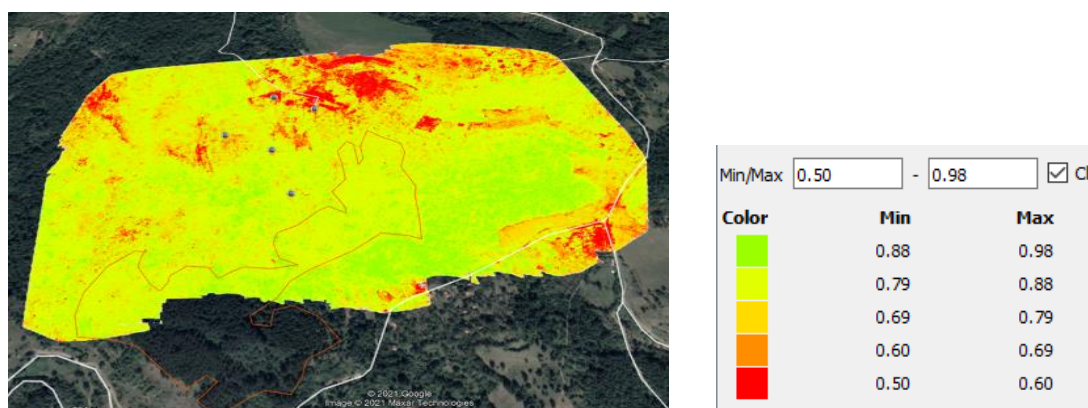 © 2021 Google
Image © 2021 Maxar Technologies
Min/Max 0.50 - 0.98
Color Min Max
0.88 0.98
0.79 0.88
0.69 0.79
0.60 0.69
0.50 0.60